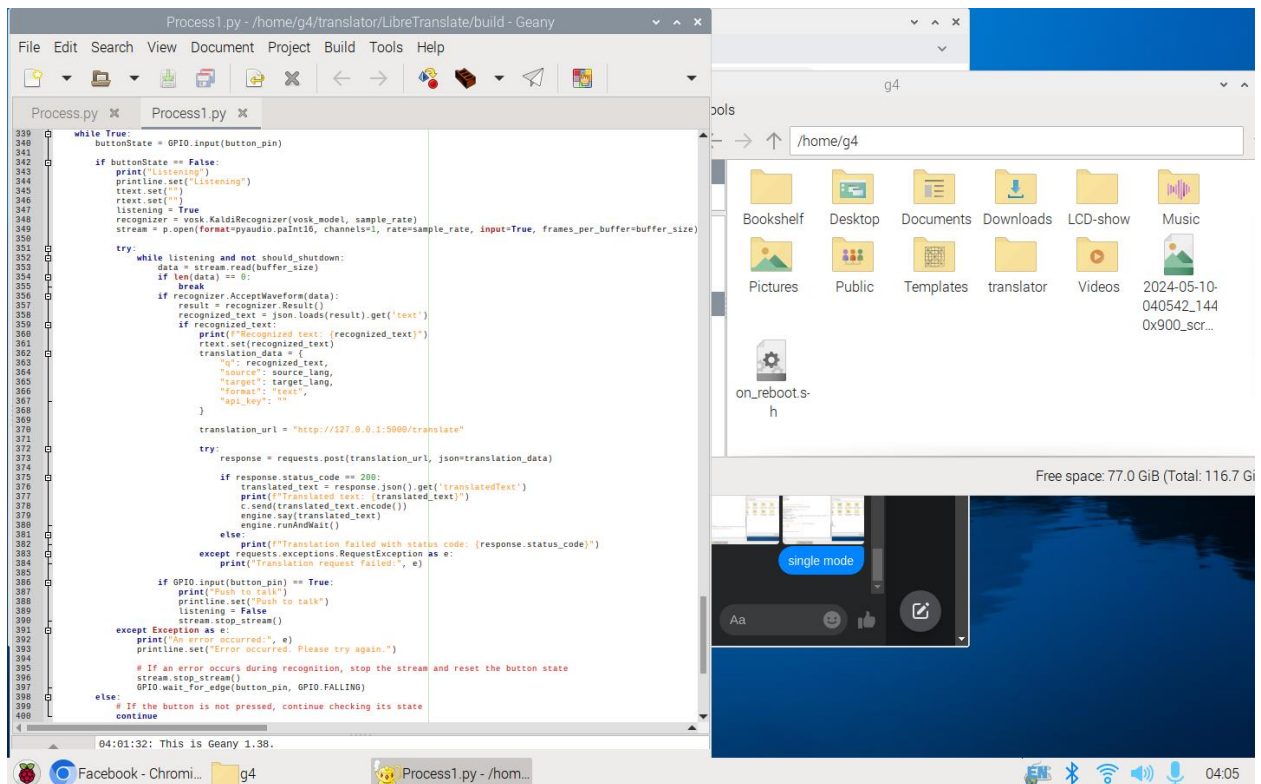 Process1.py - /home/g4/translator/LibreTranslate/build - Geany
File Edit Search View Document Project Build Tools Help
Process.py Process1.py
339 while True:
340 buttonState = GPIO.input(button_pin)
341
342 if buttonState == False:
343 print("Listening")
344 printline.set("Listening")
345 ttext.set("")
346 rtext.set("")
347 listening = True
348 recognizer = vosk.KaldiRecognizer(vosk_model, sample_rate)
349 stream = p.open(format=pyaudio.paInt16, channels=1, rate=sample_rate, input=True, frames_per_buffer=buffer_size)
350
351 try:
352 while listening and not should_shutdown:
353 data = stream.read(buffer_size)
354 if len(data) == 0:
355 break
356 if recognizer.AcceptWaveform(data):
357 result = recognizer.Result()
358 recognized_text = json.loads(result).get('text')
359 if recognized_text:
360 print(f"Recognized text: {recognized_text}")
361 rtext.set(recognized_text)
362 translation_data = {
363 "q": recognized_text,
364 "source": source_lang,
365 "target": target_lang,
366 "format": "text",
367 "api_key": ""
368 }
369
370 translation_url = "http://127.0.0.1:5000/translate"
371
372 try:
373 response = requests.post(translation_url, json=translation_data)
374
375 if response.status_code == 200:
376 translated_text = response.json().get('translatedText')
377 print(f"Translated text: {translated_text}")
378 c.send(translated_text.encode())
379 engine.say(translated_text)
380 engine.runAndWait()
381 else:
382 print(f"Translation failed with status code: {response.status_code}")
383 except requests.exceptions.RequestException as e:
384 print("Translation request failed:", e)
385
386 if GPIO.input(button_pin) == True:
387 print("Push to talk")
388 printline.set("Push to talk")
389 listening = False
390 stream.stop_stream()
391 except Exception as e:
392 print("An error occurred:", e)
393 printline.set("Error occurred. Please try again.")
394
395 # If an error occurs during recognition, stop the stream and reset the button state
396 stream.stop_stream()
397 GPIO.wait_for_edge(button_pin, GPIO.FALLING)
398 else:
399 # If the button is not pressed, continue checking its state
400 continue
04:01:32: This is Geany 1.38.
g4
ools
/home/g4
Bookshelf Desktop Documents Downloads LCD-show Music
Pictures Public Templates translator Videos 2024-05-10-
040542_144
0x900_scr...
on_reboot.s-
h
Free space: 77.0 GiB (Total: 116.7 Gi
single mode
Aa
Facebook - Chromi... g4 Process1.py - /hom... EN 04:05